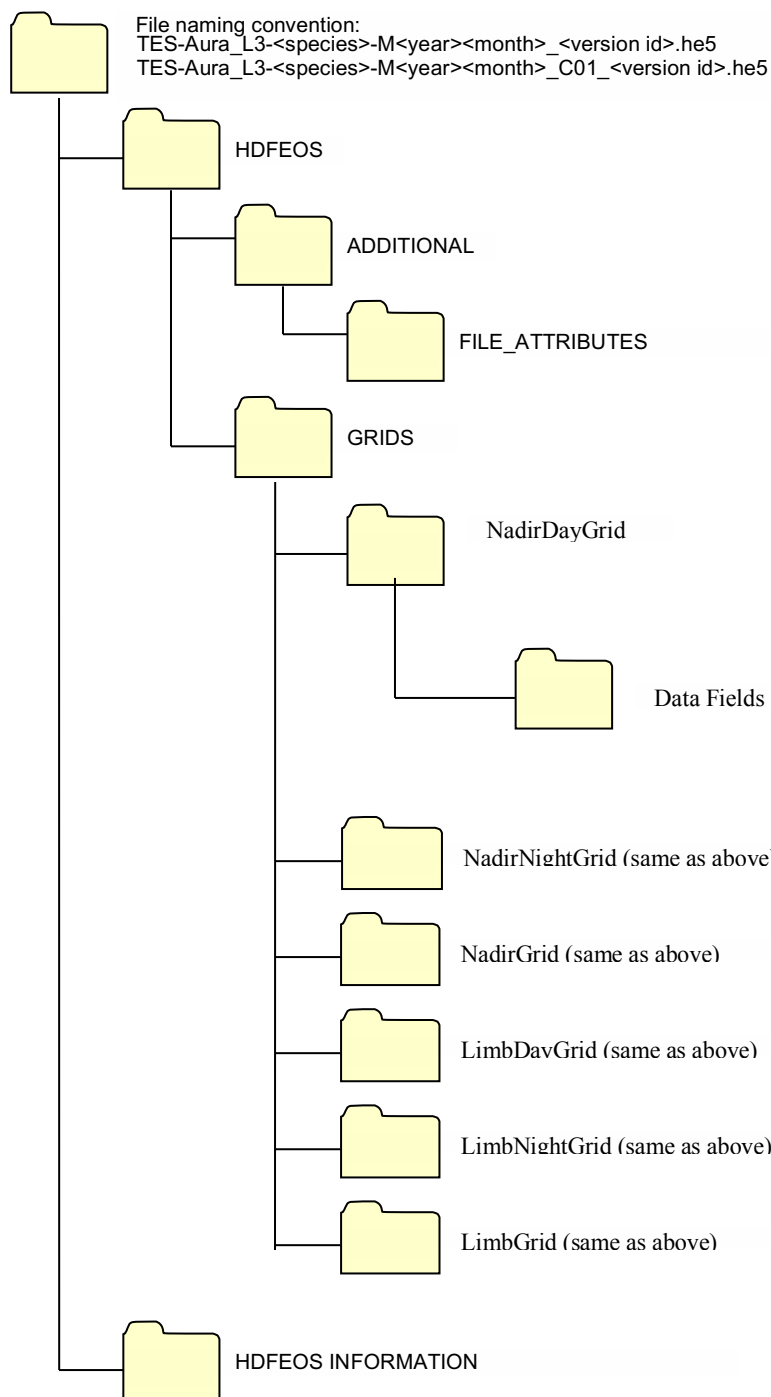 File naming convention:
TES-Aura_L3-<species>-M<year><month>_<version id>.he5
TES-Aura_L3-<species>-M<year><month>_C01_<version id>.he5
HDFEOS
ADDITIONAL
FILE_ATTRIBUTES
GRIDS
NadirDayGrid
Data Fields
NadirNightGrid (same as above)
NadirGrid (same as above)
LimbDayGrid (same as above)
LimbNightGrid (same as above)
LimbGrid (same as above)
HDFEOS INFORMATION